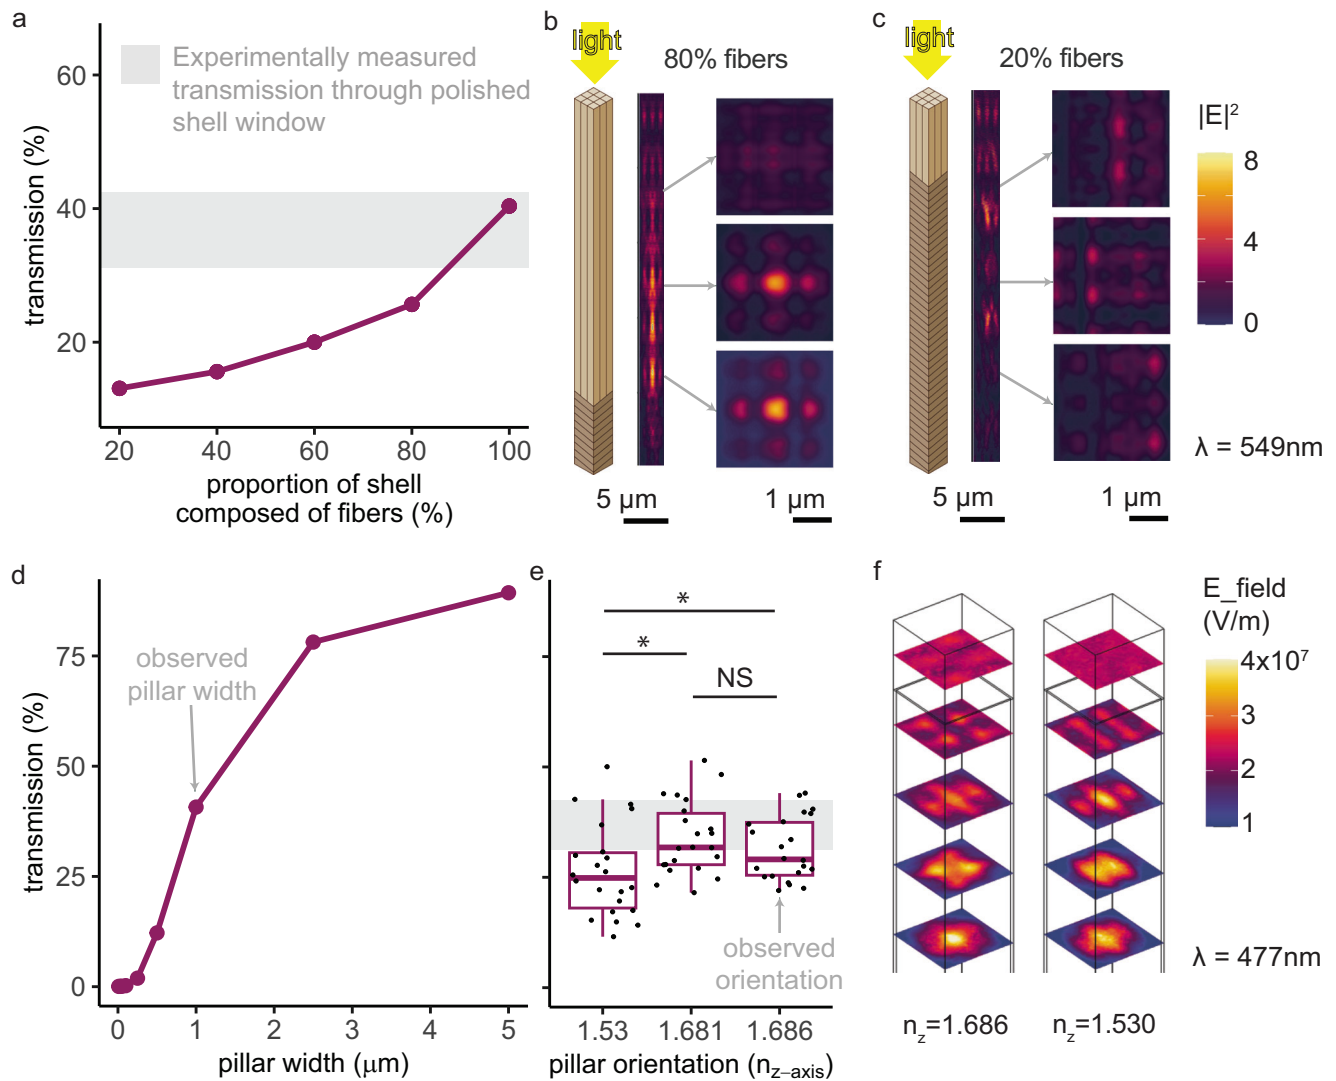 a
Experimentally measured
transmission through polished
shell window
transmission (%)
60
40
20
20 40 60 80 100
proportion of shell
composed of fibers (%)
b
light
80% fibers
5 µm
1 µm
c
light
20% fibers
|E|²
8
4
0
λ = 549nm
5 µm
1 µm
d
transmission (%)
75
50
25
0
observed
pillar width
0 1 2 3 4 5
pillar width (µm)
e
*
*
NS
observed
orientation
1.53 1.681 1.686
pillar orientation (n_z−axis)
f
E_field
(V/m)
4x10⁷
3
2
1
λ = 477nm
n_z=1.686
n_z=1.530